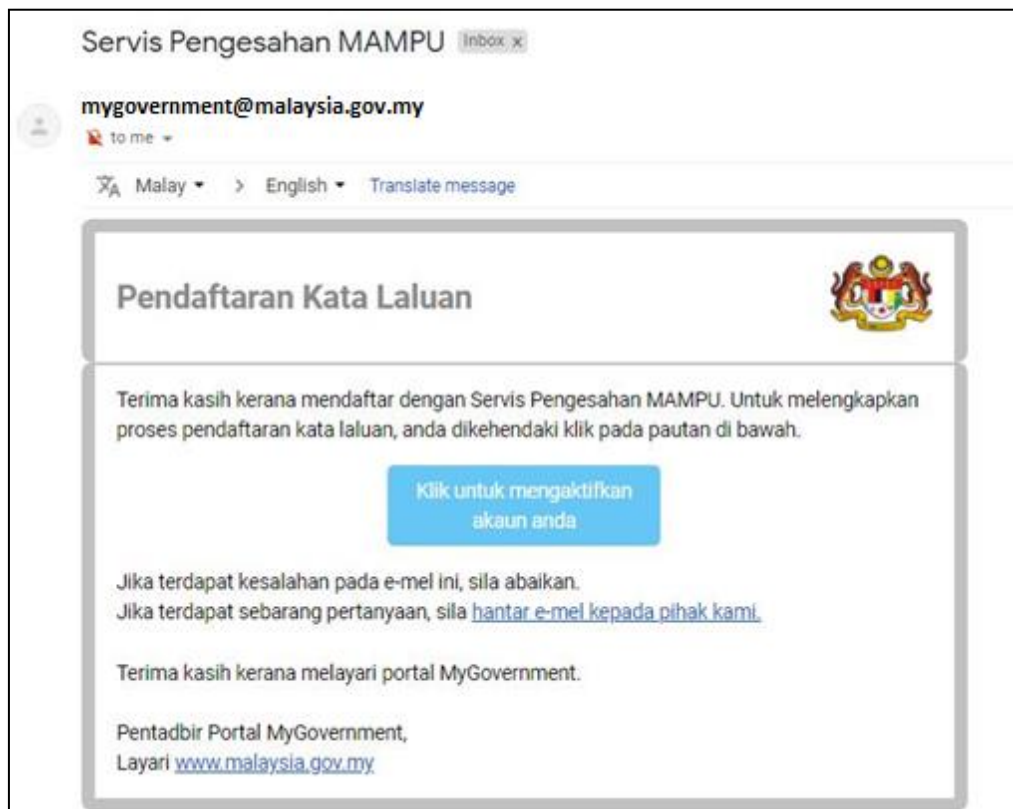 Servis Pengesahan MAMPU Inbox x
mygovernment@malaysia.gov.my
to me
Malay > English Translate message
Pendaftaran Kata Laluan
Terima kasih kerana mendaftar dengan Servis Pengesahan MAMPU. Untuk melengkapkan
proses pendaftaran kata laluan, anda dikehendaki klik pada pautan di bawah.
Klik untuk mengaktifkan
akaun anda
Jika terdapat kesalahan pada e-mel ini, sila abaikan.
Jika terdapat sebarang pertanyaan, sila hantar e-mel kepada pihak kami.
Terima kasih kerana melayari portal MyGovernment.
Pentadbir Portal MyGovernment,
Layari www.malaysia.gov.my